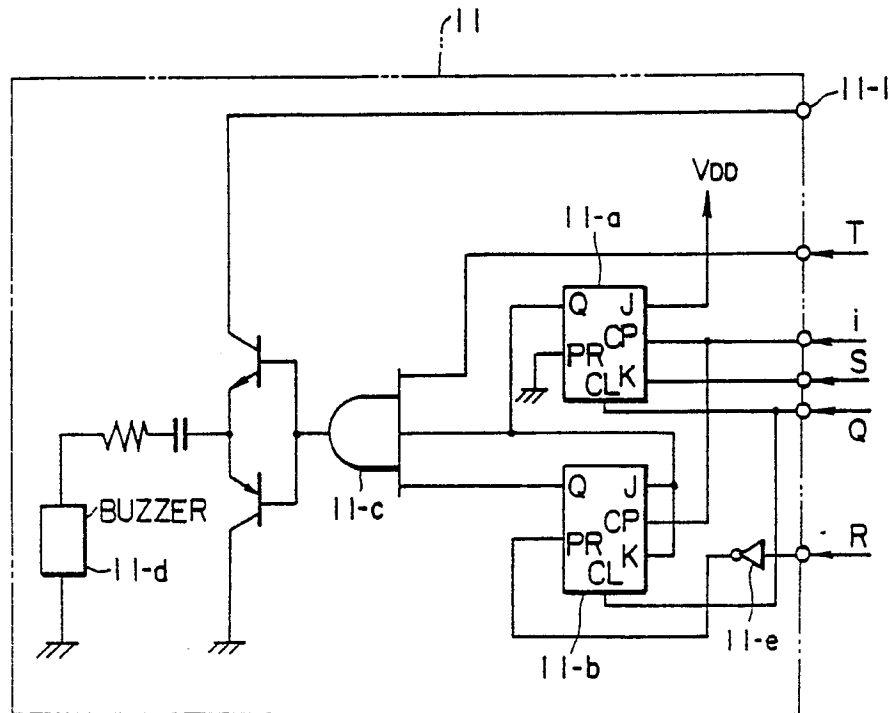 11
11-1
VDD
11-a
T
Q J
CP
i
PR
S
CL K
Q
11-c
Q J
BUZZER
CP
PR
R
K
11-d
CL
11-e
11-b